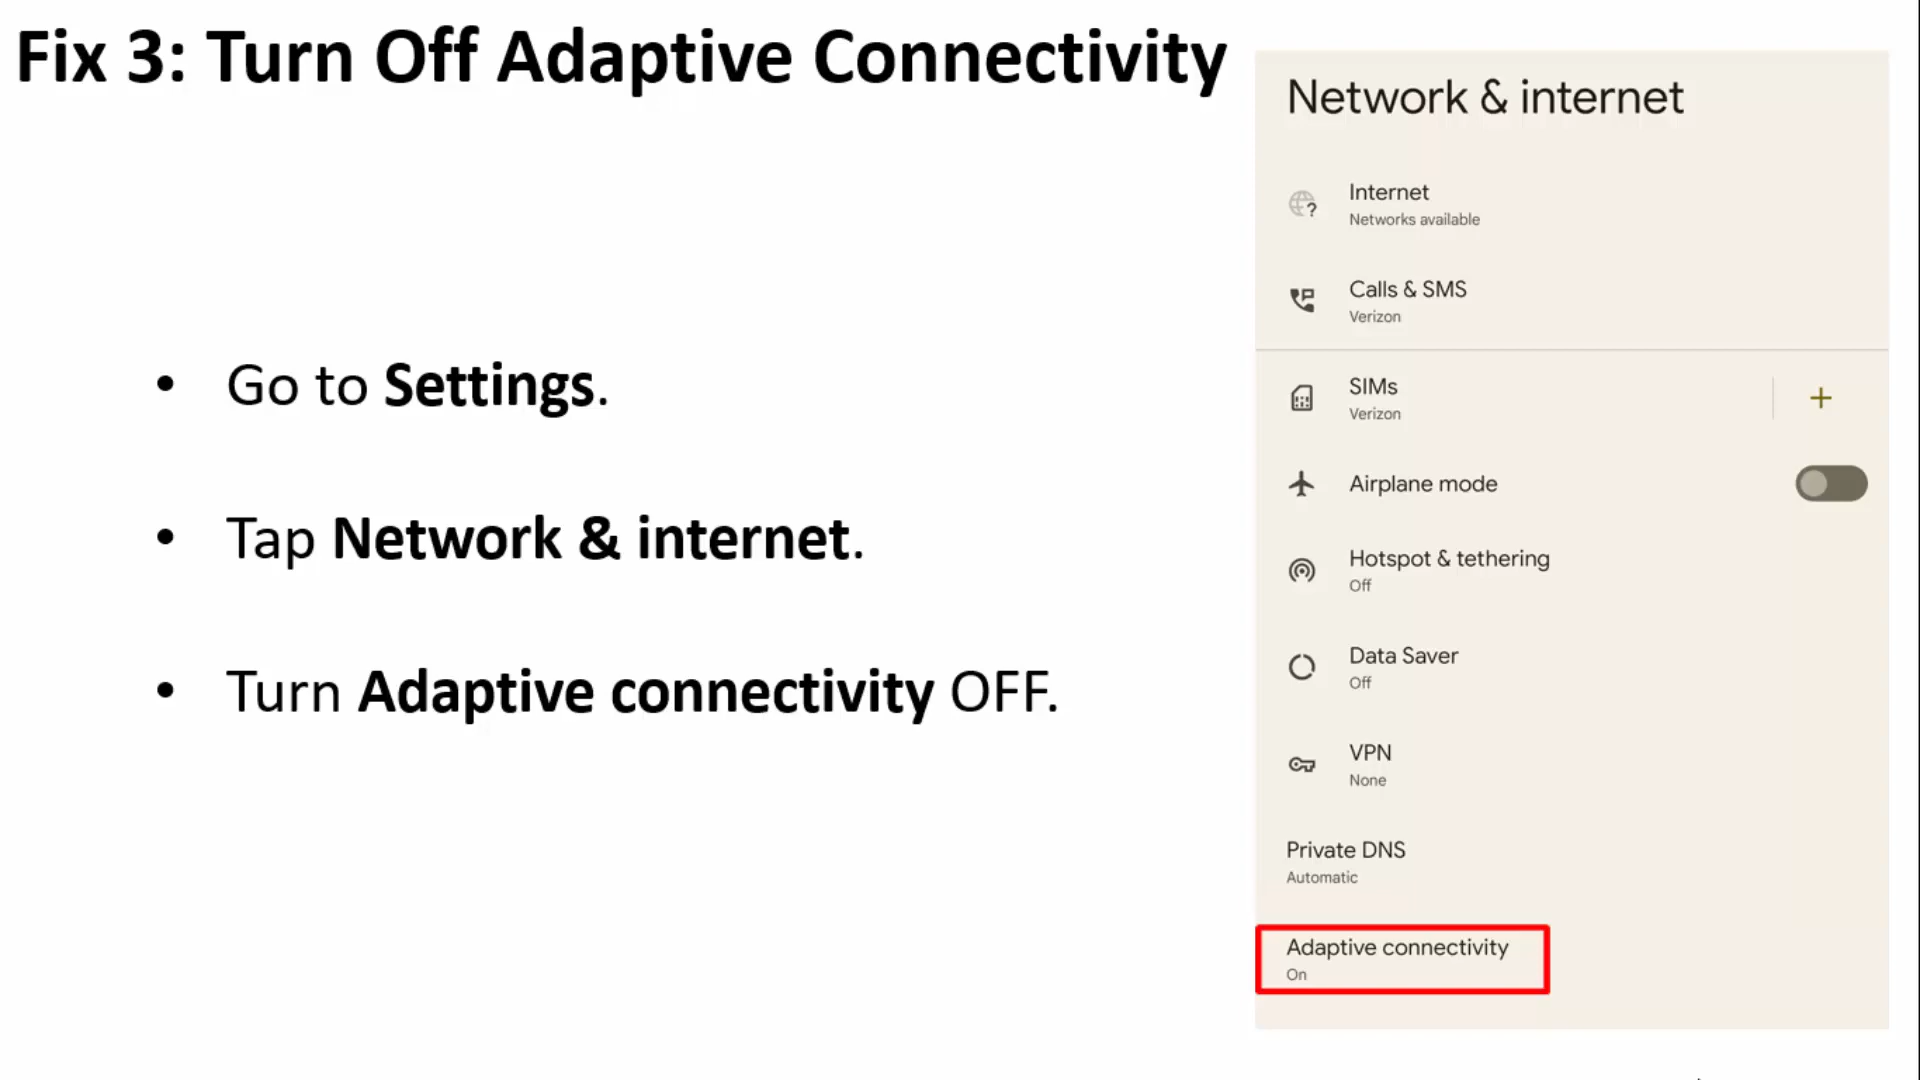 Fix 3: Turn Off Adaptive Connectivity
• Go to Settings.
• Tap Network & internet.
• Turn Adaptive connectivity OFF.
Network & internet
Internet
Networks available
Calls & SMS
Verizon
SIMs
Verizon
+
Airplane mode
Hotspot & tethering
Off
Data Saver
Off
VPN
None
Private DNS
Automatic
Adaptive connectivity
On